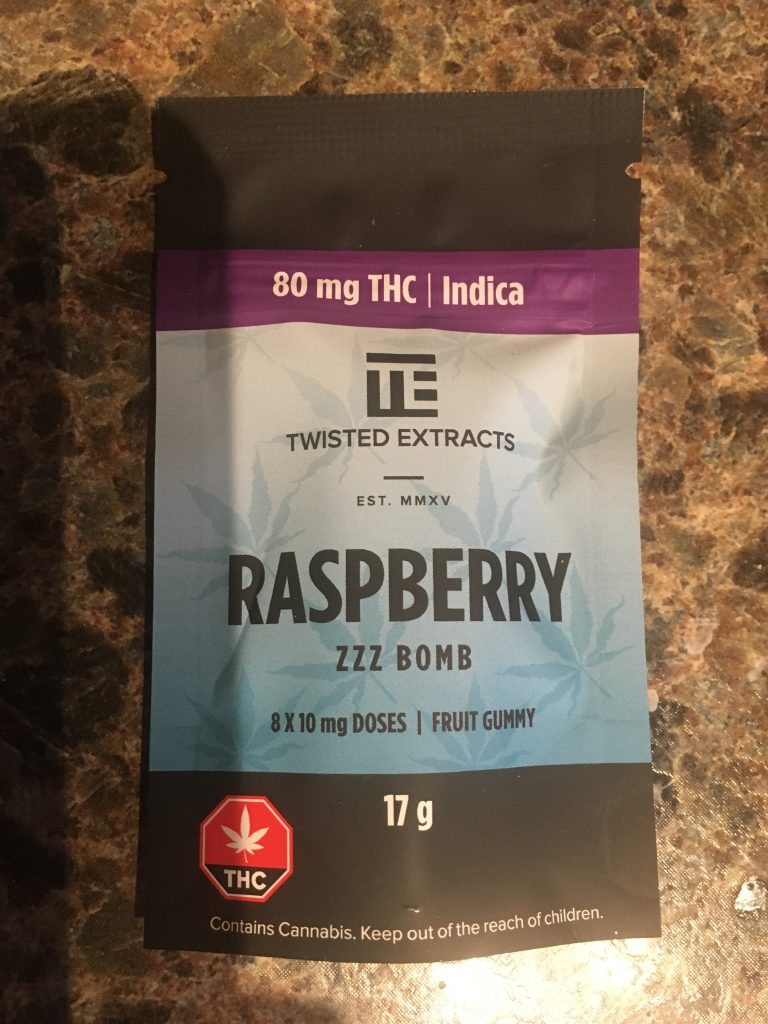 80 mg THC | Indica
TE
TWISTED EXTRACTS
EST. MMXV
RASPBERRY
ZZZ BOMB
8 X 10 mg DOSES | FRUIT GUMMY
17 g
THC
Contains Cannabis. Keep out of the reach of children.